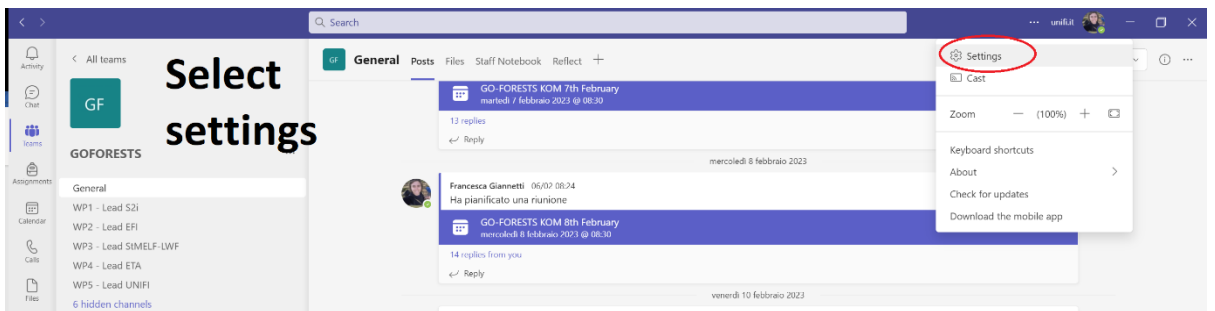 Search
unifi.it
Activity
Chat
Teams
Assignments
Calendar
Calls
Files
All teams
GF
GOFORESTS
General
WP1 - Lead S2i
WP2 - Lead EFI
WP3 - Lead StMELF-LWF
WP4 - Lead ETA
WP5 - Lead UNIFI
6 hidden channels
Select
settings
GF General Posts Files Staff Notebook Reflect
GO-FORESTS KOM 7th February
martedì 7 febbraio 2023 @ 08:30
13 replies
Reply
mercoledì 8 febbraio 2023
Francesca Giannetti 06/02 08:24
Ha pianificato una riunione
GO-FORESTS KOM 8th February
mercoledì 8 febbraio 2023 @ 08:30
14 replies from you
Reply
venerdì 10 febbraio 2023
Settings
Cast
Zoom (100%)
Keyboard shortcuts
About
Check for updates
Download the mobile app